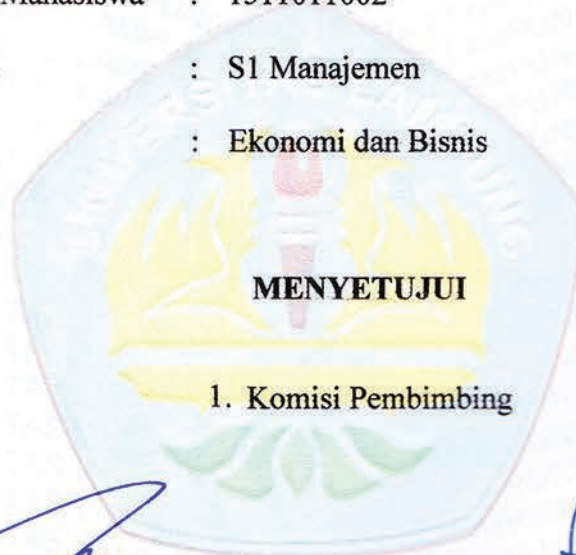 Mahasiswa : 1511011002
: S1 Manajemen
: Ekonomi dan Bisnis
MENYETUJUI
1. Komisi Pembimbing